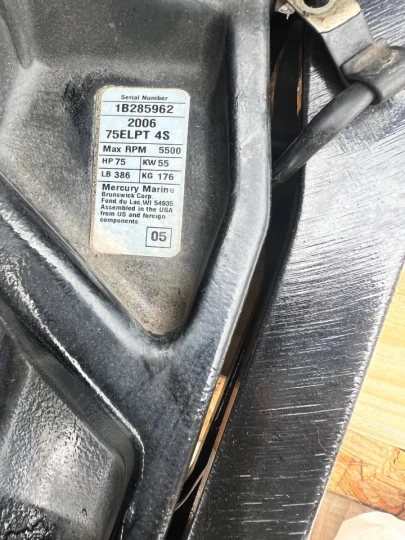 Serial Number
1B285962
2006
75ELPT 4S
Max RPM 5500
HP 75 KW 55
LB 386 KG 176
Mercury Marine
Brunswick Corp.
Fond. du Lac, WI 54935
Assembled in the USA
from US and foreign
components
05